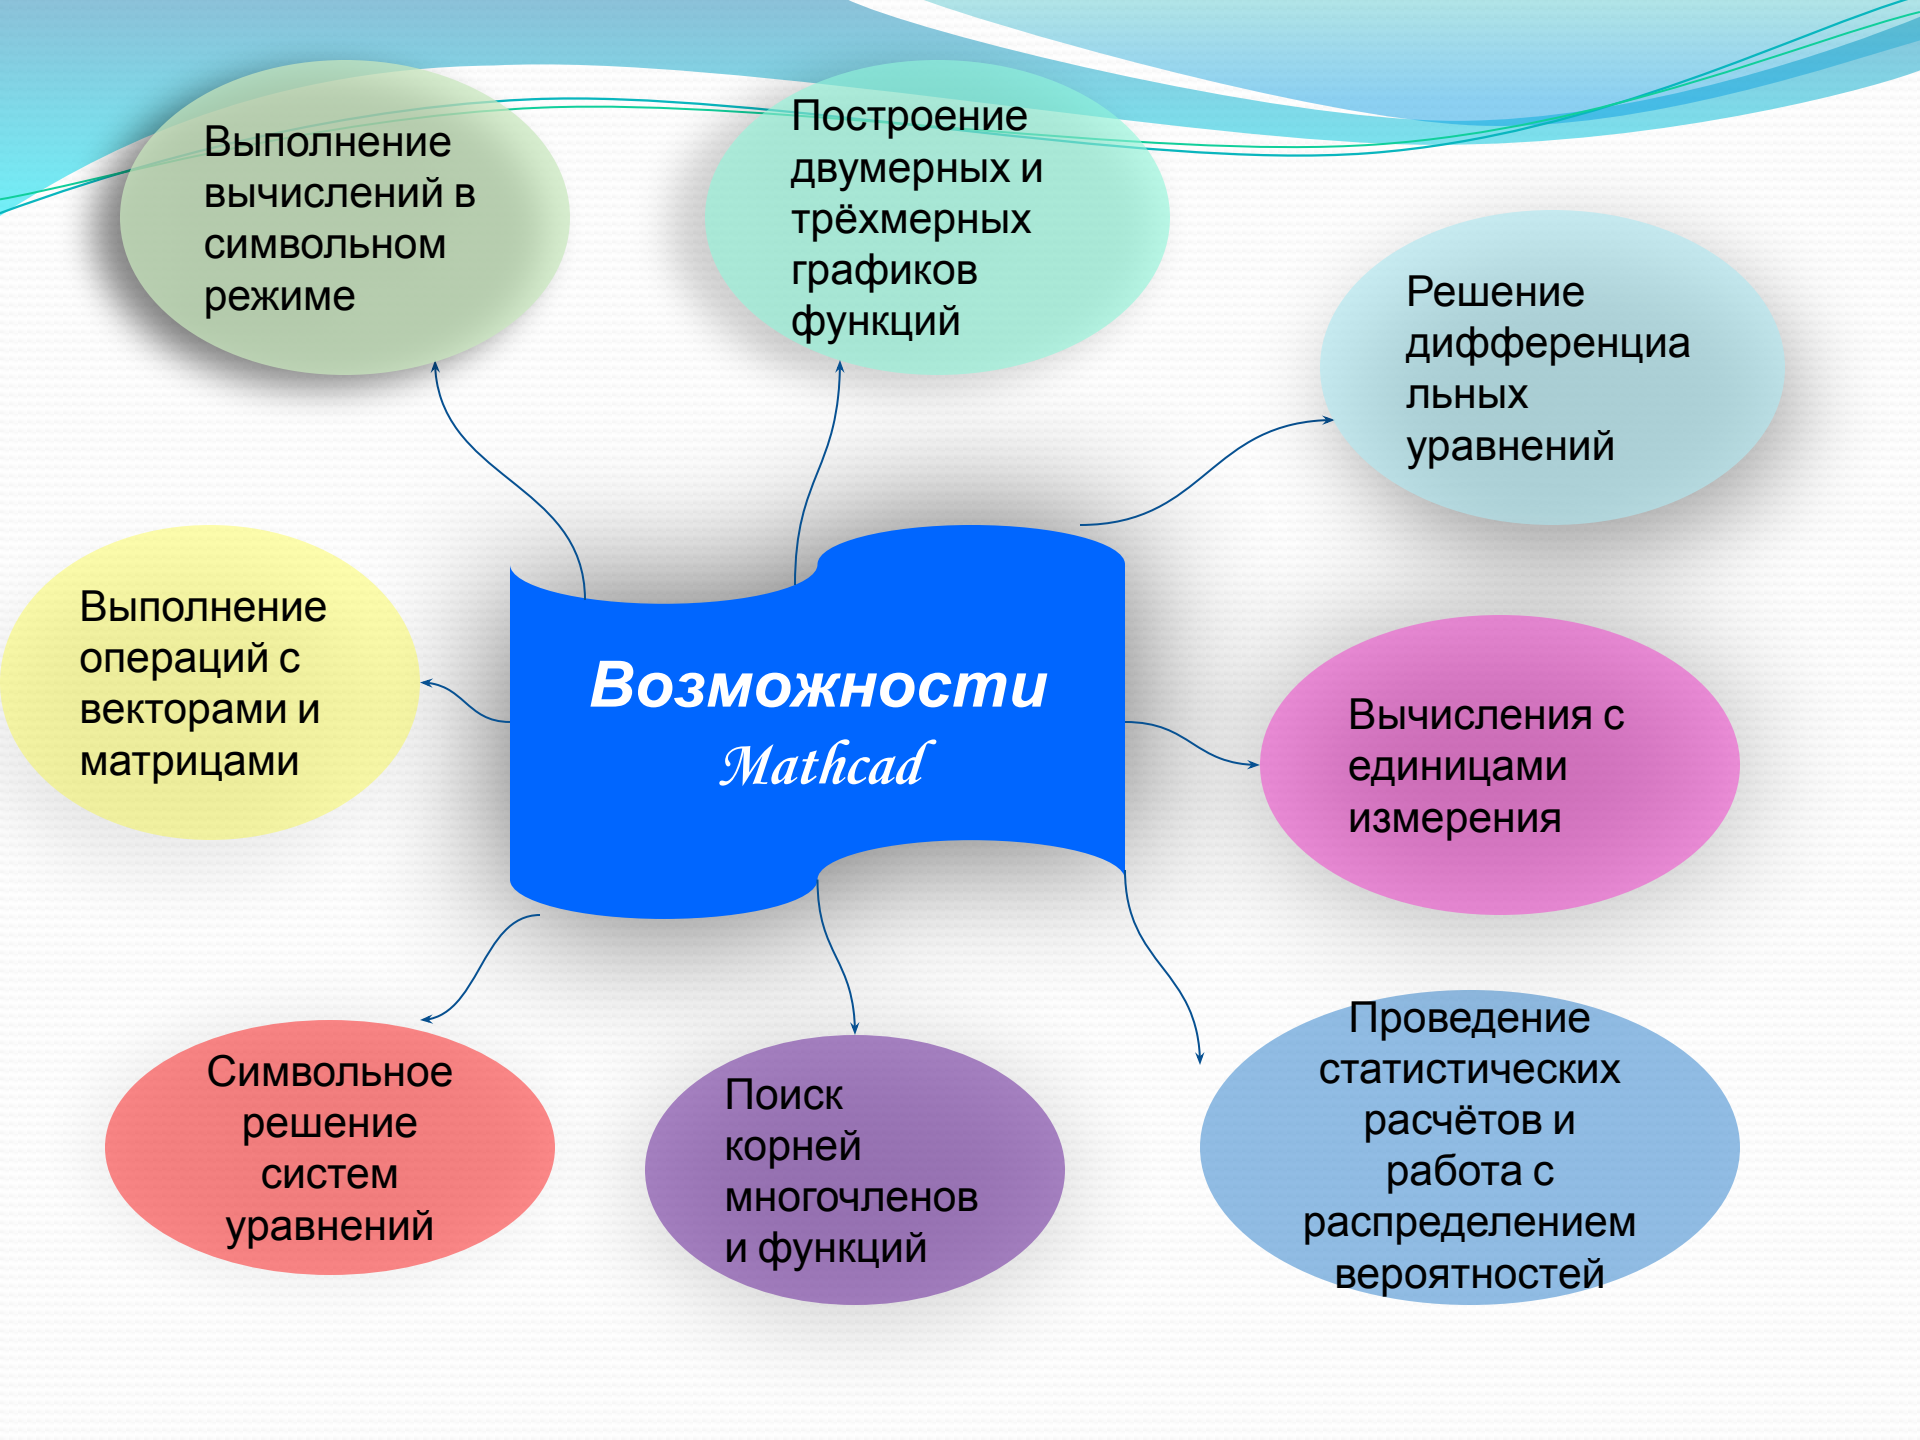 Выполнение
вычислений в
символьном
режиме
Построение
двумерных и
трёхмерных
графиков
функций
Решение
дифференциа
льных
уравнений
Выполнение
операций с
векторами и
матрицами
Возможности
Mathcad
Вычисления с
единицами
измерения
Символьное
решение
систем
уравнений
Поиск
корней
многочленов
и функций
Проведение
статистических
расчётов и
работа с
распределением
вероятностей